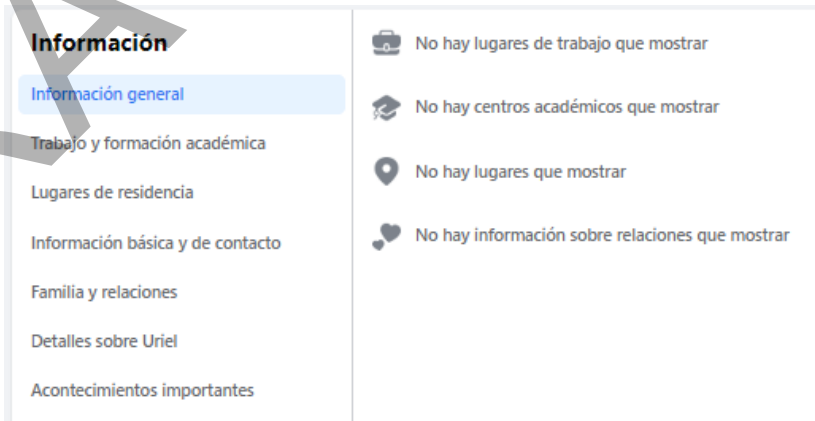 Información
Información general
Trabajo y formación académica
Lugares de residencia
Información básica y de contacto
Familia y relaciones
Detalles sobre Uriel
Acontecimientos importantes
No hay lugares de trabajo que mostrar
No hay centros académicos que mostrar
No hay lugares que mostrar
No hay información sobre relaciones que mostrar